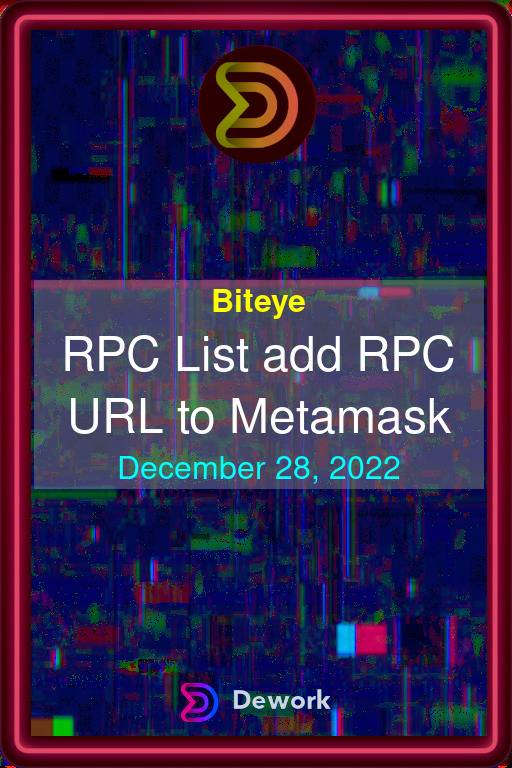 Biteye
RPC List add RPC
URL to Metamask
December 28, 2022
Dework